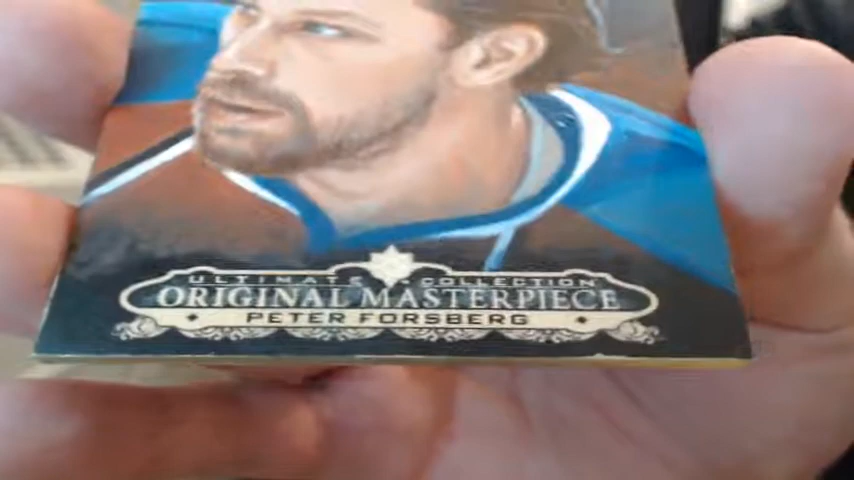 ULTIMATE COLLECTION
ORIGINAL MASTERPIECE
PETER FORSBERG